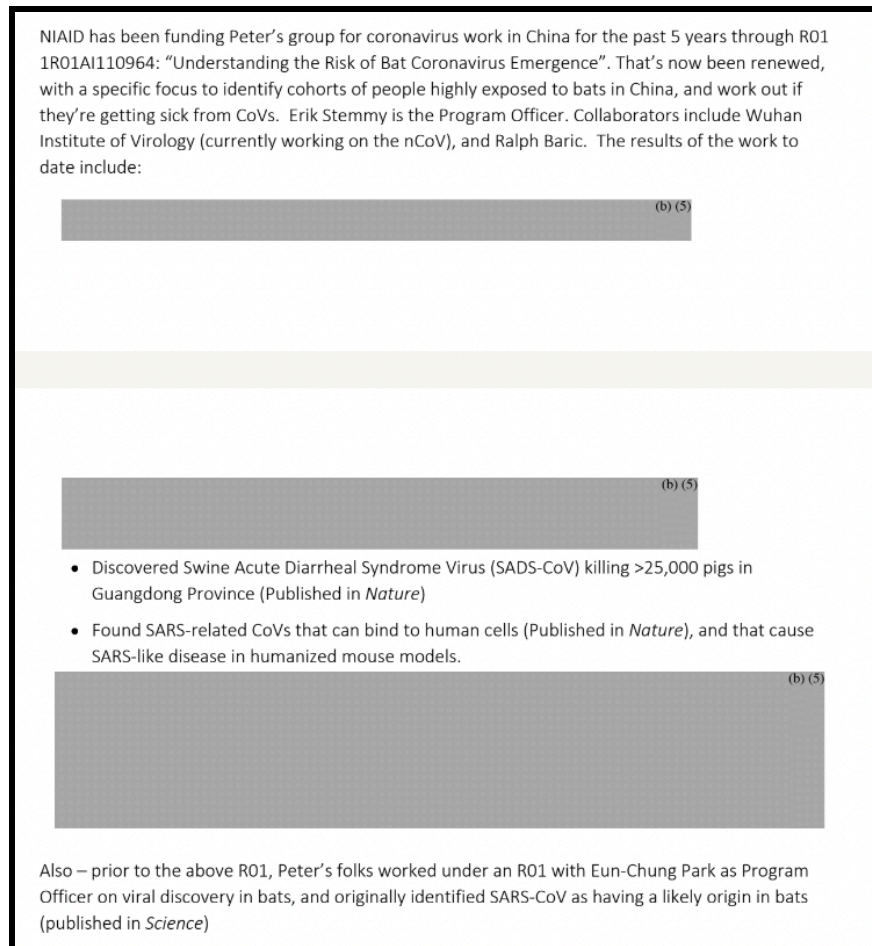 NIAID has been funding Peter’s group for coronavirus work in China for the past 5 years through R01
1R01AI110964: “Understanding the Risk of Bat Coronavirus Emergence”. That’s now been renewed,
with a specific focus to identify cohorts of people highly exposed to bats in China, and work out if
they’re getting sick from CoVs.  Erik Stemmy is the Program Officer. Collaborators include Wuhan
Institute of Virology (currently working on the nCoV), and Ralph Baric.  The results of the work to
date include:
(b) (5)
(b) (5)
• Discovered Swine Acute Diarrheal Syndrome Virus (SADS-CoV) killing >25,000 pigs in
Guangdong Province (Published in Nature)
• Found SARS-related CoVs that can bind to human cells (Published in Nature), and that cause
SARS-like disease in humanized mouse models.
(b) (5)
Also – prior to the above R01, Peter’s folks worked under an R01 with Eun-Chung Park as Program
Officer on viral discovery in bats, and originally identified SARS-CoV as having a likely origin in bats
(published in Science)